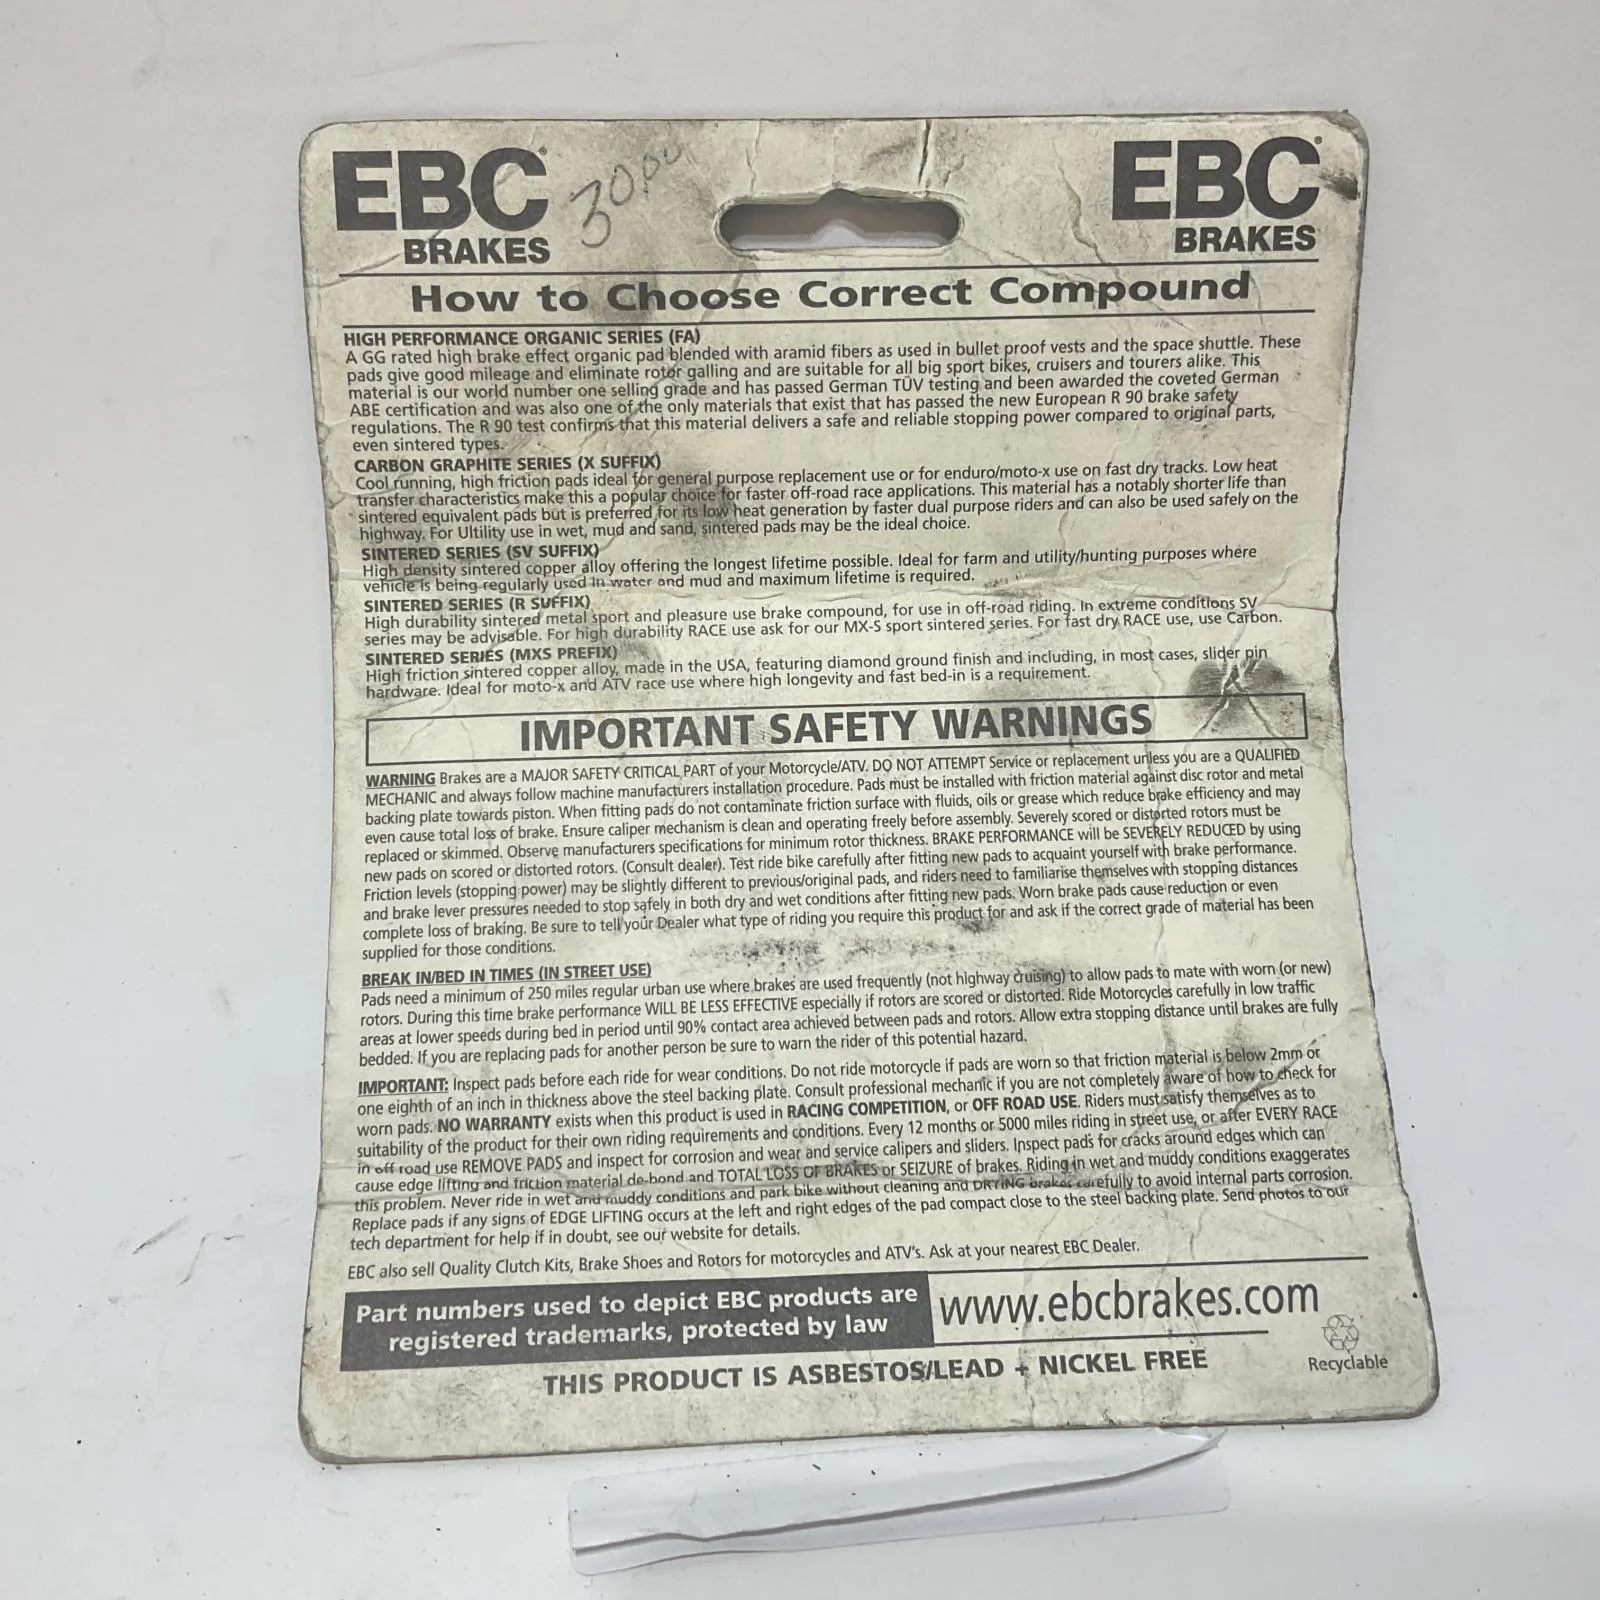 EBC® 30.00 EBC®
BRAKES BRAKES
How to Choose Correct Compound
HIGH PERFORMANCE ORGANIC SERIES (FA)
A GG rated high brake effect organic pad blended with aramid fibers as used in bullet proof vests and the space shuttle. These
pads give good mileage and eliminate rotor galling and are suitable for all big sport bikes, cruisers and tourers alike. This
material is our world number one selling grade and has passed German TÜV testing and been awarded the coveted German
ABE certification and was also one of the only materials that exist that has passed the new European R 90 brake safety
regulations. The R 90 test confirms that this material delivers a safe and reliable stopping power compared to original parts,
even sintered types.
CARBON GRAPHITE SERIES (X SUFFIX)
Cool running, high friction pads ideal for general purpose replacement use or for enduro/moto-x use on fast dry tracks. Low heat
transfer characteristics make this a popular choice for faster off-road race applications. This material has a notably shorter life than
sintered equivalent pads but is preferred for its low heat generation by faster dual purpose riders and can also be used safely on the
highway. For Ultility use in wet, mud and sand, sintered pads may be the ideal choice.
SINTERED SERIES (SV SUFFIX)
High density sintered copper alloy offering the longest lifetime possible. Ideal for farm and utility/hunting purposes where
vehicle is being regularly used in water and mud and maximum lifetime is required.
SINTERED SERIES (R SUFFIX)
High durability sintered metal sport and pleasure use brake compound, for use in off-road riding. In extreme conditions SV
series may be advisable. For high durability RACE use ask for our MX-S sport sintered series. For fast dry RACE use, use Carbon.
SINTERED SERIES (MXS PREFIX)
High friction sintered copper alloy, made in the USA, featuring diamond ground finish and including, in most cases, slider pin
hardware. Ideal for moto-x and ATV race use where high longevity and fast bed-in is a requirement.
IMPORTANT SAFETY WARNINGS
WARNING Brakes are a MAJOR SAFETY CRITICAL PART of your Motorcycle/ATV. DO NOT ATTEMPT Service or replacement unless you are a QUALIFIED
MECHANIC and always follow machine manufacturers installation procedure. Pads must be installed with friction material against disc rotor and metal
backing plate towards piston. When fitting pads do not contaminate friction surface with fluids, oils or grease which reduce brake efficiency and may
even cause total loss of brake. Ensure caliper mechanism is clean and operating freely before assembly. Severely scored or distorted rotors must be
replaced or skimmed. Observe manufacturers specifications for minimum rotor thickness. BRAKE PERFORMANCE will be SEVERELY REDUCED by using
new pads on scored or distorted rotors. (Consult dealer). Test ride bike carefully after fitting new pads to acquaint yourself with brake performance.
Friction levels (stopping power) may be slightly different to previous/original pads, and riders need to familiarise themselves with stopping distances
and brake lever pressures needed to stop safely in both dry and wet conditions after fitting new pads. Worn brake pads cause reduction or even
complete loss of braking. Be sure to tell your Dealer what type of riding you require this product for and ask if the correct grade of material has been
supplied for those conditions.
BREAK IN/BED IN TIMES (IN STREET USE)
Pads need a minimum of 250 miles regular urban use where brakes are used frequently (not highway cruising) to allow pads to mate with worn (or new)
rotors. During this time brake performance WILL BE LESS EFFECTIVE especially if rotors are scored or distorted. Ride Motorcycles carefully in low traffic
areas at lower speeds during bed in period until 90% contact area achieved between pads and rotors. Allow extra stopping distance until brakes are fully
bedded. If you are replacing pads for another person be sure to warn the rider of this potential hazard.
IMPORTANT: Inspect pads before each ride for wear conditions. Do not ride motorcycle if pads are worn so that friction material is below 2mm or
one eighth of an inch in thickness above the steel backing plate. Consult professional mechanic if you are not completely aware of how to check for
worn pads. NO WARRANTY exists when this product is used in RACING COMPETITION, or OFF ROAD USE. Riders must satisfy themselves as to
suitability of the product for their own riding requirements and conditions. Every 12 months or 5000 miles riding in street use, or after EVERY RACE
in off road use REMOVE PADS and inspect for corrosion and wear and service calipers and sliders. Inspect pads for cracks around edges which can
cause edge lifting and friction material de-bond and TOTAL LOSS OF BRAKES or SEIZURE of brakes. Riding in wet and muddy conditions exaggerates
this problem. Never ride in wet and muddy conditions and park bike without cleaning and DRYING brakes carefully to avoid internal parts corrosion.
Replace pads if any signs of EDGE LIFTING occurs at the left and right edges of the pad compact close to the steel backing plate. Send photos to our
tech department for help if in doubt, see our website for details.
EBC also sell Quality Clutch Kits, Brake Shoes and Rotors for motorcycles and ATV's. Ask at your nearest EBC Dealer.
Part numbers used to depict EBC products are
registered trademarks, protected by law
www.ebcbrakes.com
Recyclable
THIS PRODUCT IS ASBESTOS/LEAD + NICKEL FREE